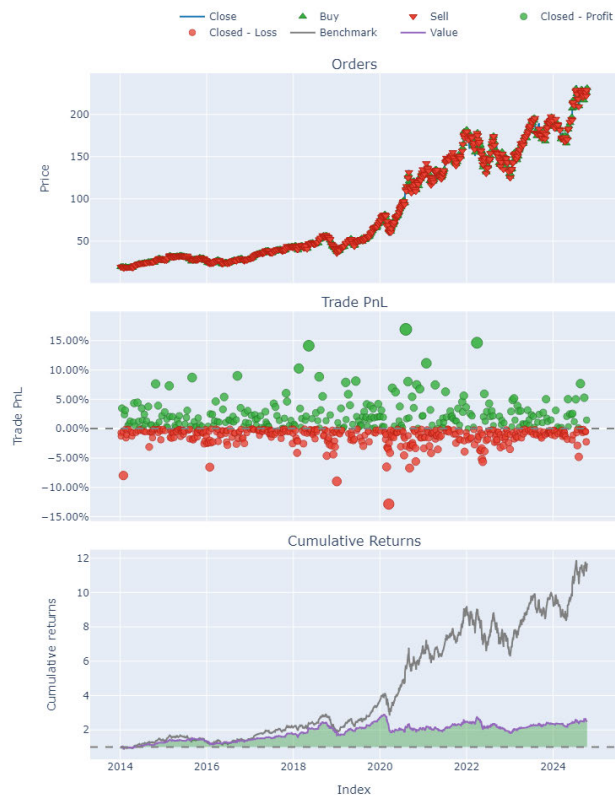 Close Buy Sell Closed - Profit
Closed - Loss Benchmark Value
Orders
200
150
100
50
Price
Trade PnL
15.00%
10.00%
5.00%
0.00%
−5.00%
−10.00%
−15.00%
Trade PnL
Cumulative Returns
12
10
8
6
4
2
Cumulative returns
2014 2016 2018 2020 2022 2024
Index